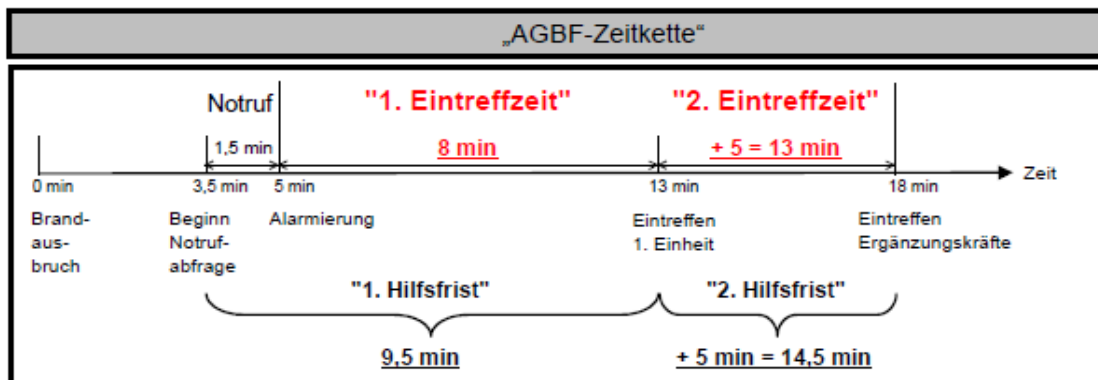 „AGBF-Zeitkette“
Notruf
"1. Eintreffzeit"
"2. Eintreffzeit"
1,5 min
8 min
+ 5 = 13 min
Zeit
0 min
3,5 min
5 min
13 min
18 min
Brand-
aus-
bruch
Beginn
Notruf-
abfrage
Alarmierung
Eintreffen
1. Einheit
Eintreffen
Ergänzungskräfte
"1. Hilfsfrist"
"2. Hilfsfrist"
9,5 min
+ 5 min = 14,5 min